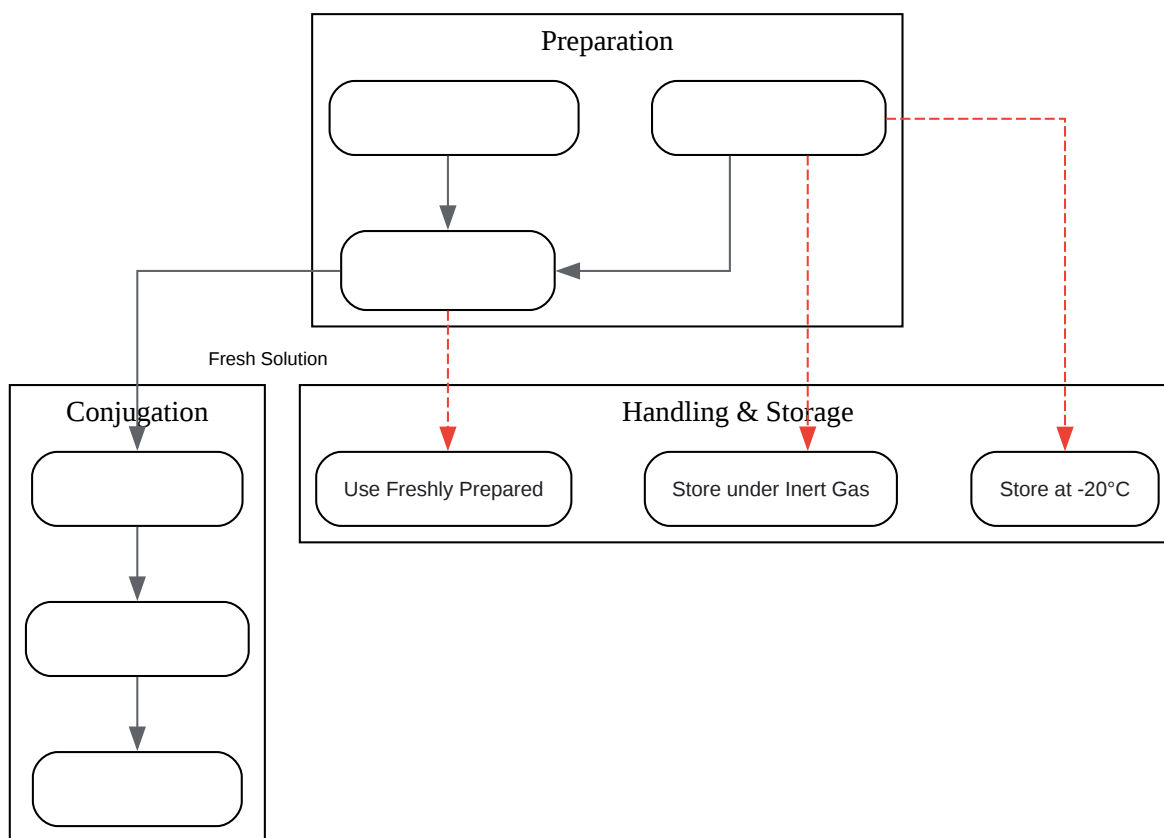 Preparation
Fresh Solution
Conjugation
Handling & Storage
Use Freshly Prepared
Store under Inert Gas
Store at -20°C